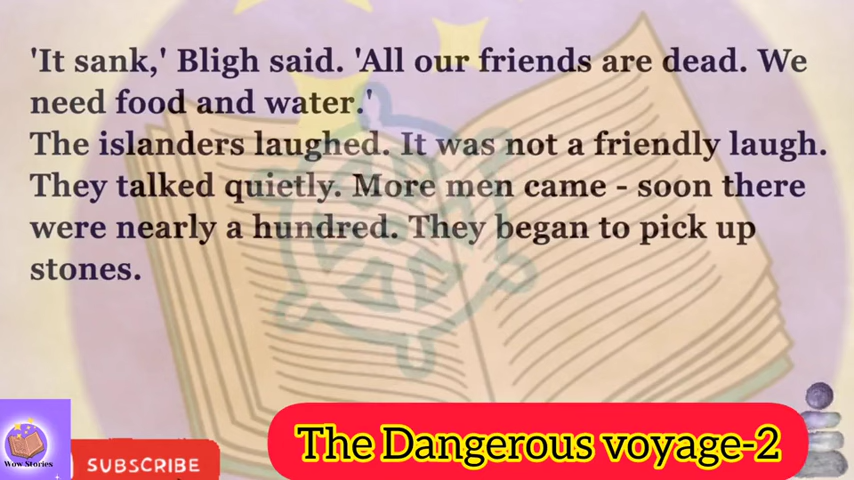 'It sank,' Bligh said. 'All our friends are dead. We
need food and water.'
The islanders laughed. It was not a friendly laugh.
They talked quietly. More men came - soon there
were nearly a hundred. They began to pick up
stones.
The Dangerous voyage-2
Wow Stories
SUBSCRIBE